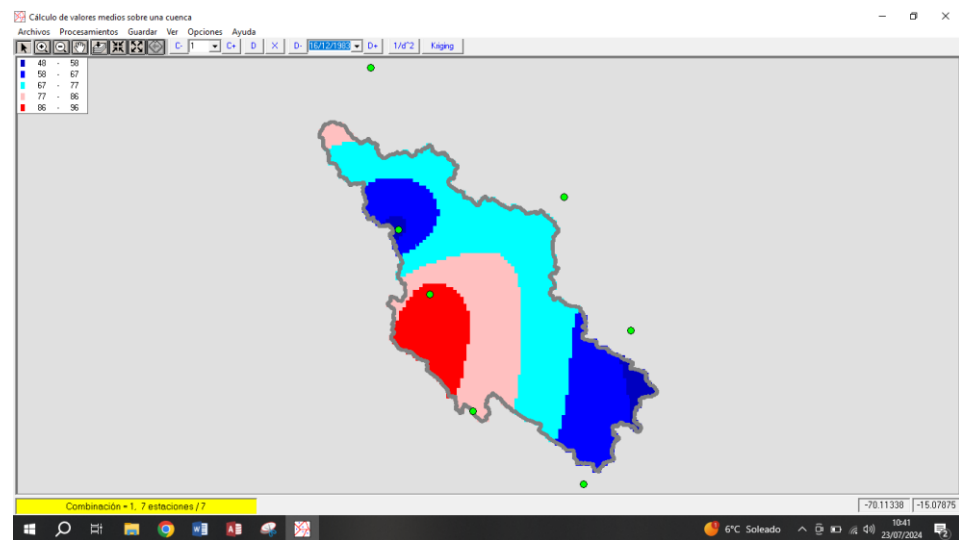 Cálculo de valores medios sobre una cuenca
Archivos Procesamientos Guardar Ver Opciones Ayuda
C- 1 C+ D X D- 16/12/1983 D+ 1/d^2 Kriging
48 - 58
58 - 67
67 - 77
77 - 86
86 - 96
Combinación = 1, 7 estaciones / 7
-70.11338 -15.07875
6°C Soleado
10:41
23/07/2024
2